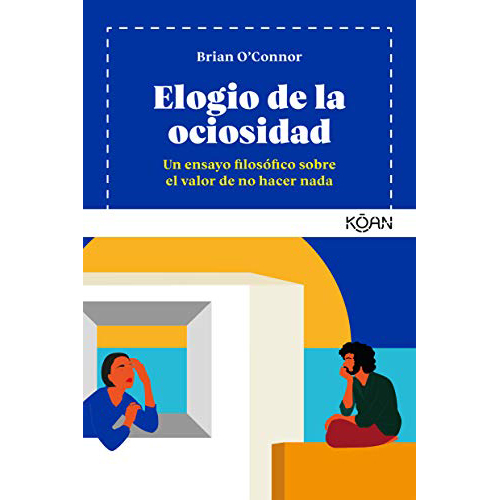 Brian O’Connor
Elogio de la
ociosidad
Un ensayo filosófico sobre
el valor de no hacer nada
KŌAN